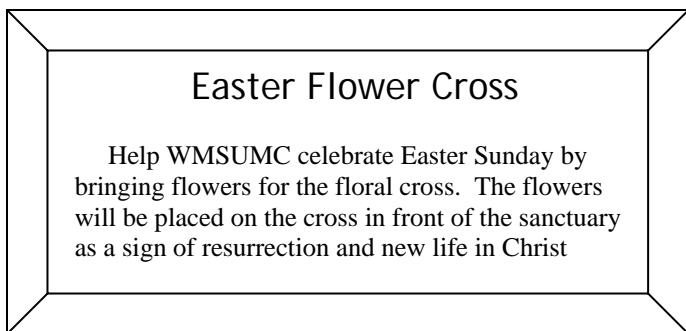 Easter Flower Cross
Help WMSUMC celebrate Easter Sunday by
bringing flowers for the floral cross.  The flowers
will be placed on the cross in front of the sanctuary
as a sign of resurrection and new life in Christ